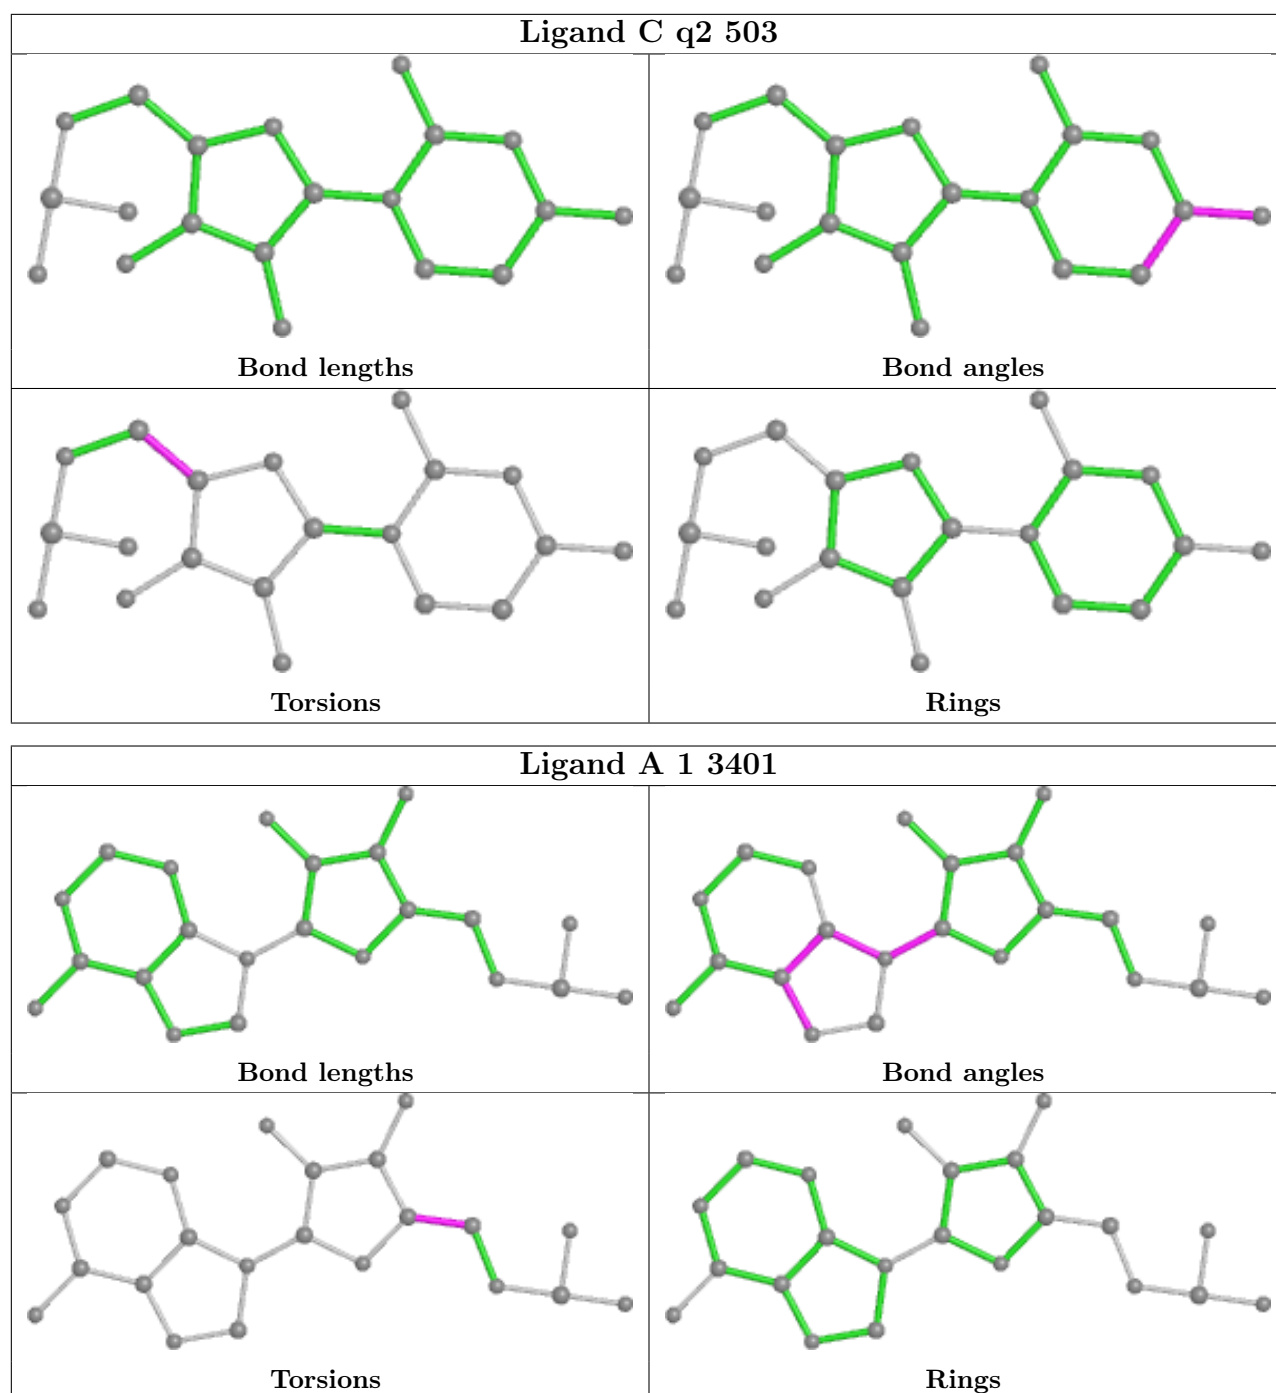 Ligand C q2 503
Bond lengths
Bond angles
Torsions
Rings
Ligand A 1 3401
Bond lengths
Bond angles
Torsions
Rings